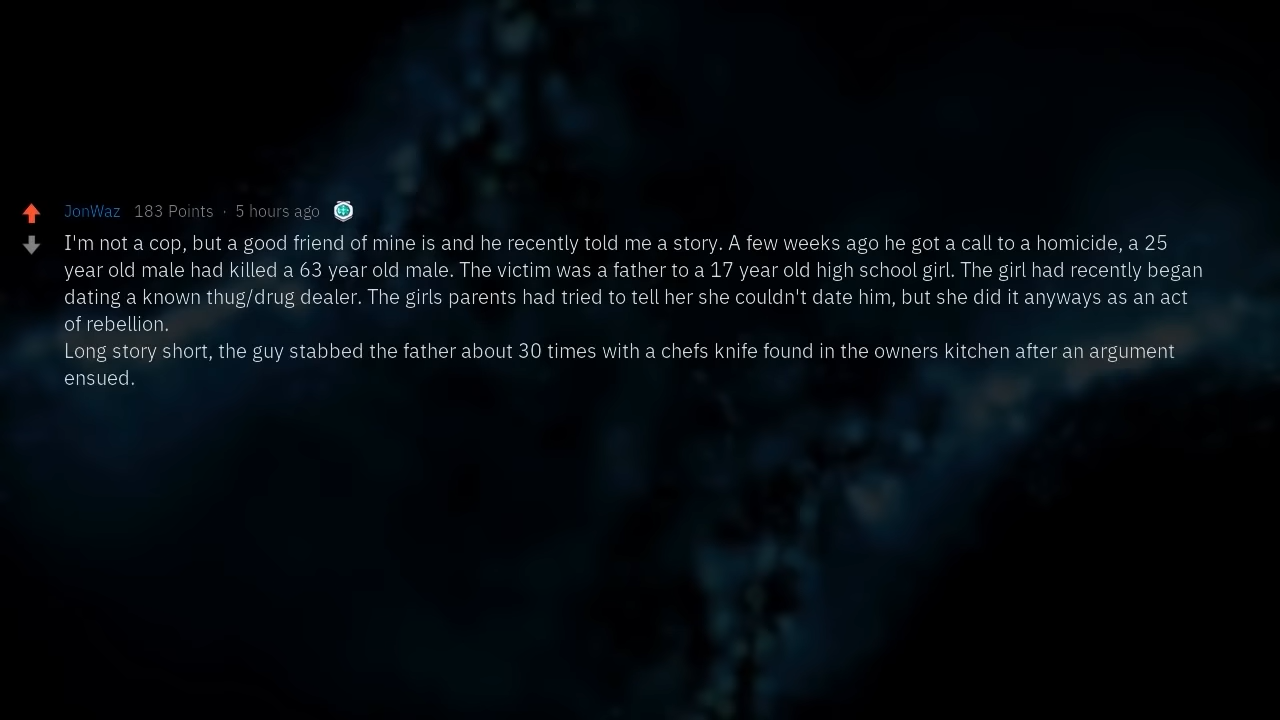 JonWaz 183 Points · 5 hours ago
I'm not a cop, but a good friend of mine is and he recently told me a story. A few weeks ago he got a call to a homicide, a 25
year old male had killed a 63 year old male. The victim was a father to a 17 year old high school girl. The girl had recently began
dating a known thug/drug dealer. The girls parents had tried to tell her she couldn't date him, but she did it anyways as an act
of rebellion.
Long story short, the guy stabbed the father about 30 times with a chefs knife found in the owners kitchen after an argument
ensued.